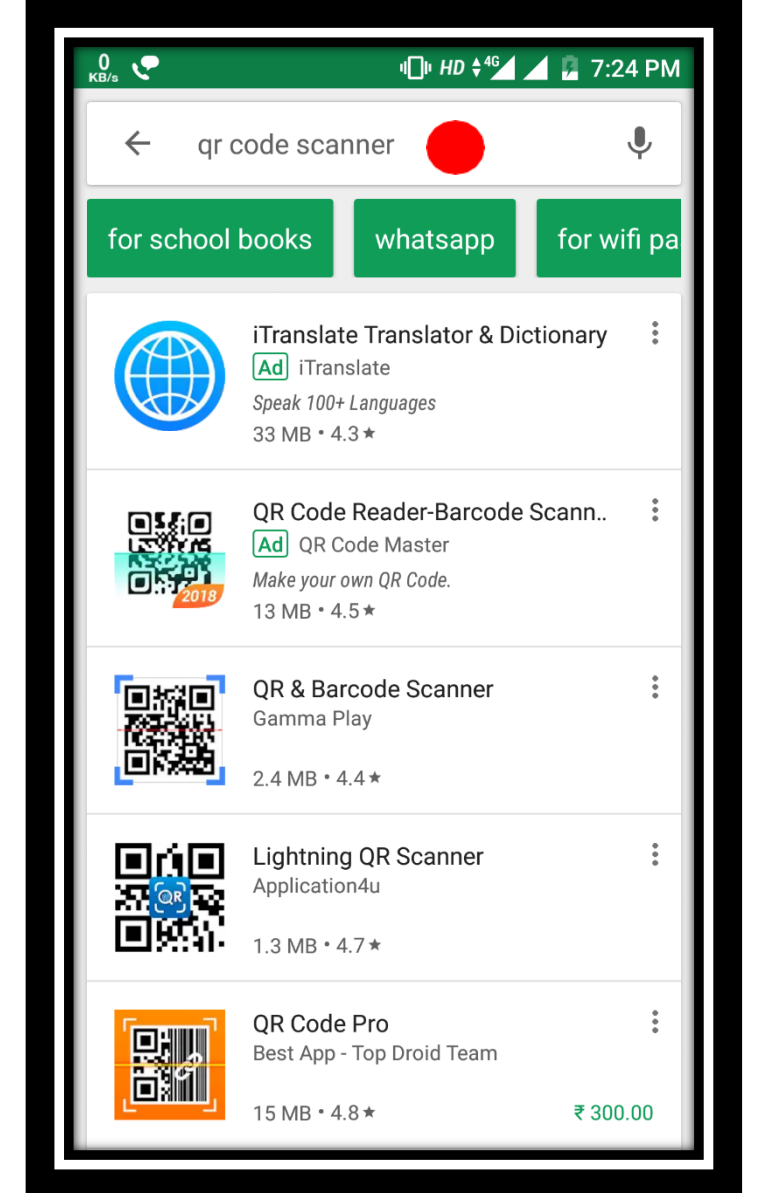 0
KB/s
HD 4G 7:24 PM
qr code scanner
for school books whatsapp for wifi pa
iTranslate Translator & Dictionary
Ad iTranslate
Speak 100+ Languages
33 MB • 4.3★
QR Code Reader-Barcode Scann..
Ad QR Code Master
Make your own QR Code.
2018
13 MB • 4.5★
QR & Barcode Scanner
Gamma Play
2.4 MB • 4.4★
Lightning QR Scanner
Application4u
QR
1.3 MB • 4.7★
QR Code Pro
Best App - Top Droid Team
15 MB • 4.8★ ₹ 300.00